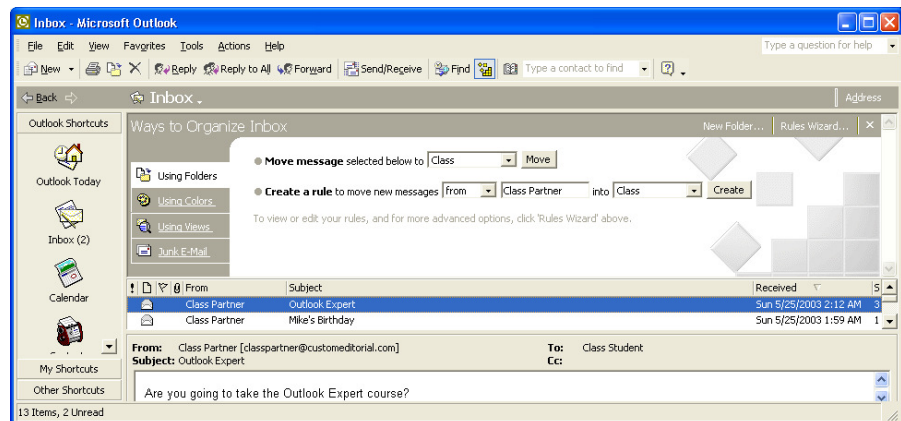 Inbox - Microsoft Outlook
File Edit View Favorites Tools Actions Help Type a question for help
New Reply Reply to All Forward Send/Receive Find Type a contact to find
Back Inbox Address
Outlook Shortcuts
Outlook Today
Inbox (2)
Calendar
My Shortcuts
Other Shortcuts
Ways to Organize Inbox New Folder... Rules Wizard... X
Using Folders
Using Colors
Using Views
Junk E-Mail
Move message selected below to Class Move
Create a rule to move new messages from Class Partner into Class Create
To view or edit your rules, and for more advanced options, click 'Rules Wizard' above.
! From Subject Received S
Class Partner Outlook Expert Sun 5/25/2003 2:12 AM 3
Class Partner Mike's Birthday Sun 5/25/2003 1:59 AM 1
From: Class Partner [classpartner@customeditorial.com] To: Class Student
Subject: Outlook Expert Cc:
Are you going to take the Outlook Expert course?
13 Items, 2 Unread